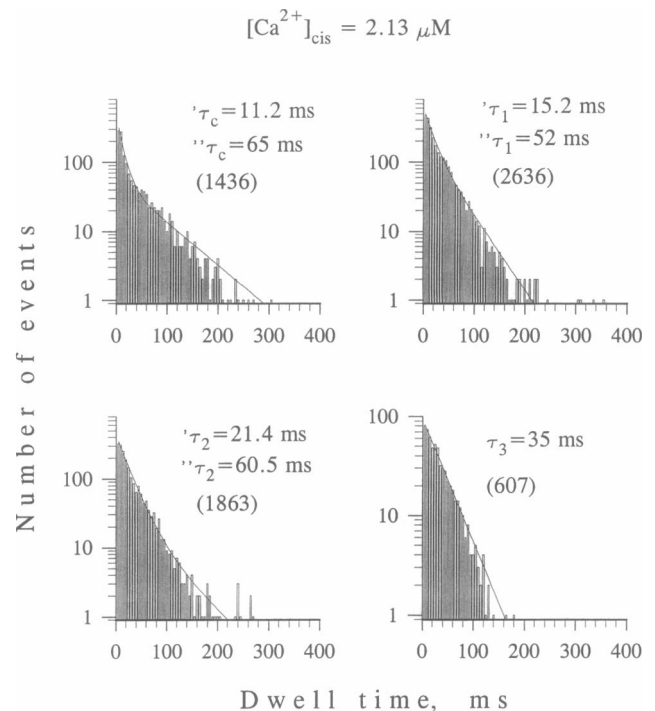 [Ca²⁺]cis = 2.13 μM
'τc=11.2 ms
''τc=65 ms
(1436)
100
10
1
0 100 200 300 400
'τ1=15.2 ms
''τ1=52 ms
(2636)
100
10
1
0 100 200 300 400
'τ2=21.4 ms
''τ2=60.5 ms
(1863)
100
10
1
0 100 200 300 400
τ3=35 ms
(607)
100
10
1
0 100 200 300 400
Number of events
Dwell time, ms